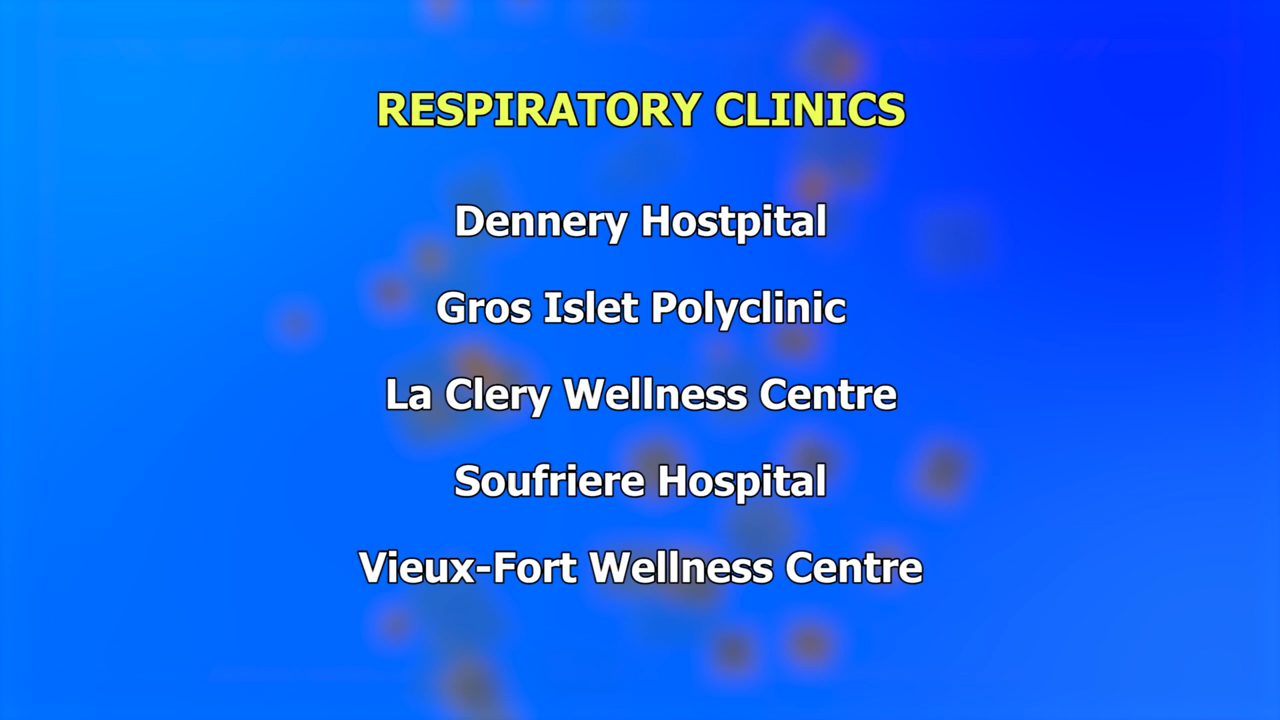 RESPIRATORY CLINICS
Dennery Hostpital
Gros Islet Polyclinic
La Clery Wellness Centre
Soufriere Hospital
Vieux-Fort Wellness Centre